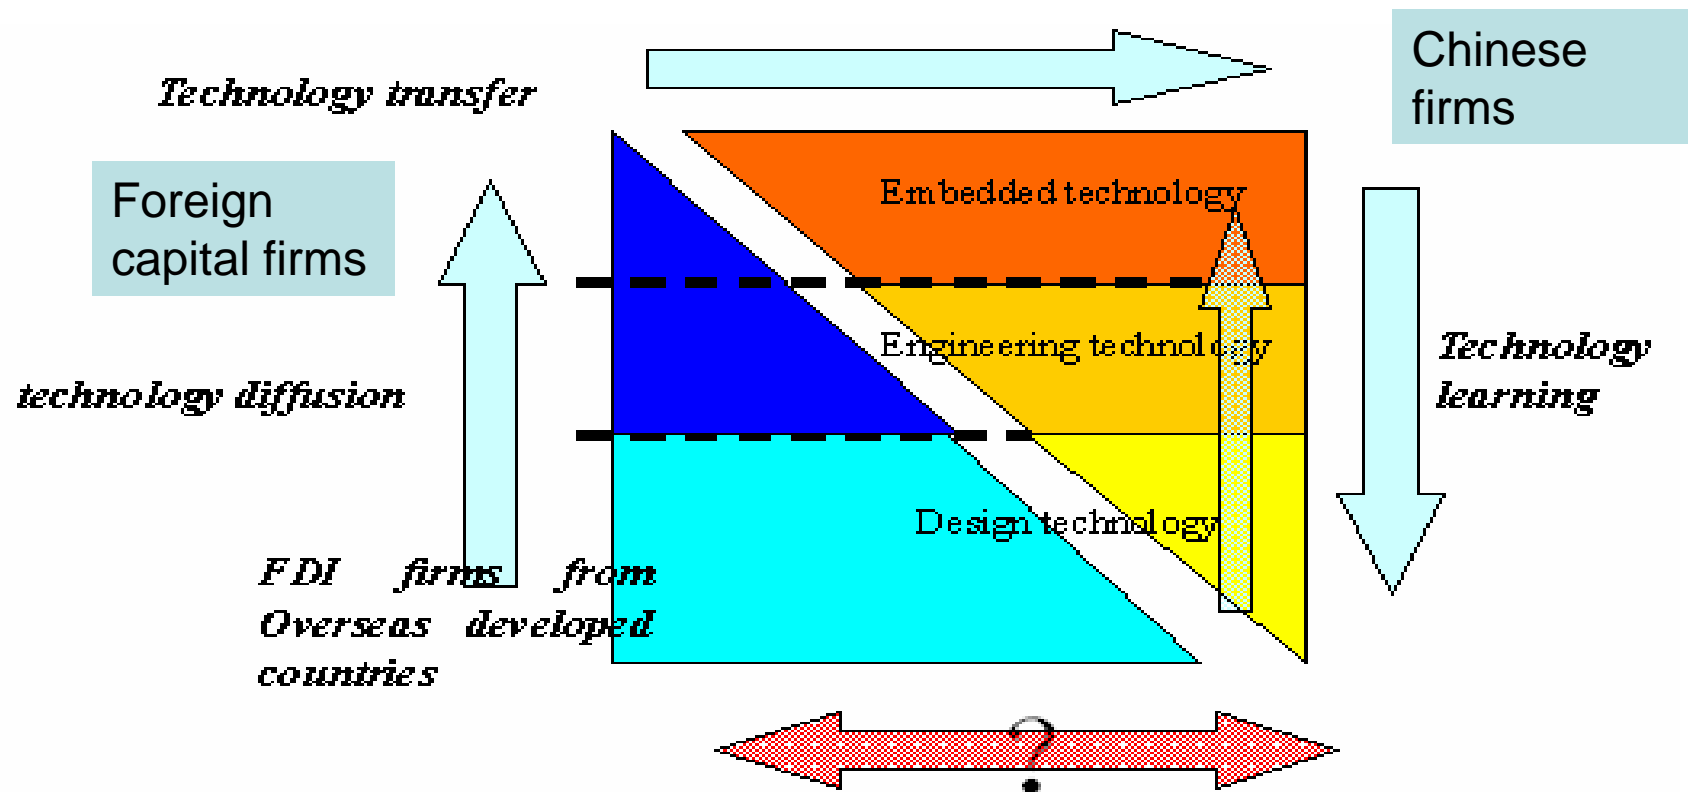 Chinese
firms
Technology transfer
Foreign
capital firms
Embedded technology
Engineering technology
Technology
learning
technology diffusion
Design technology
FDI firms from
Overseas developed
countries
?